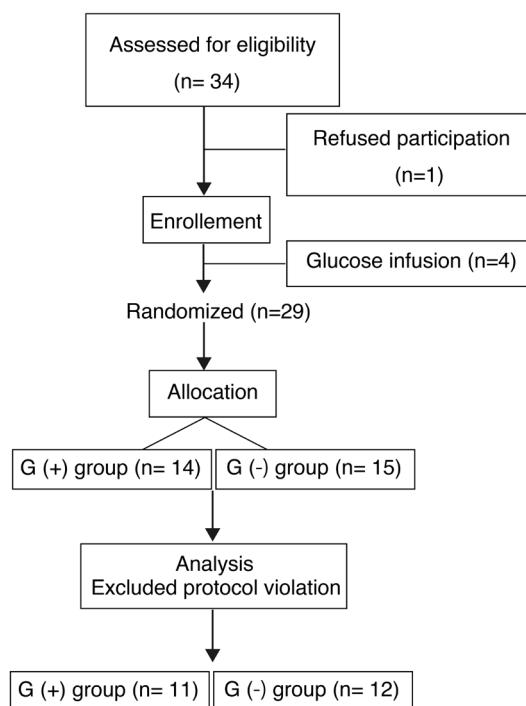 Assessed for eligibility
(n= 34)
Refused participation
(n=1)
Enrollement
Glucose infusion (n=4)
Randomized (n=29)
Allocation
G (+) group (n= 14)
G (-) group (n= 15)
Analysis
Excluded protocol violation
G (+) group (n= 11)
G (-) group (n= 12)